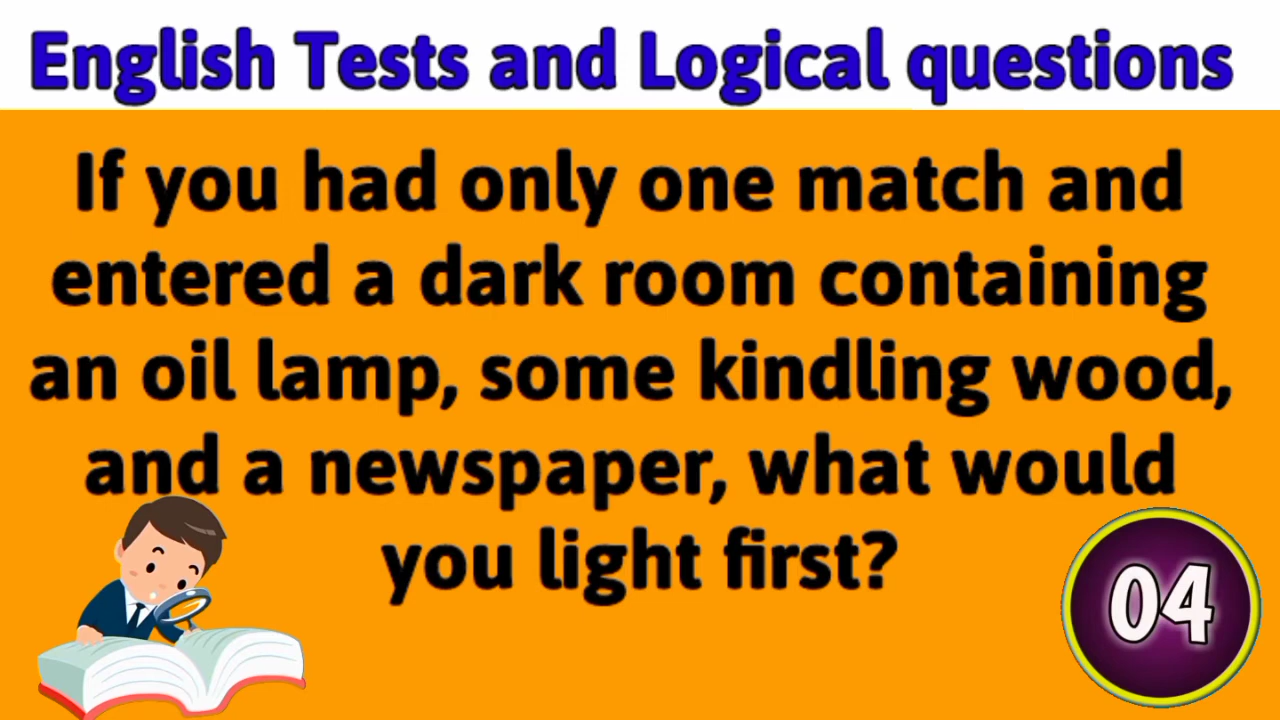 English Tests and Logical questions
If you had only one match and
entered a dark room containing
an oil lamp, some kindling wood,
and a newspaper, what would
you light first?
04